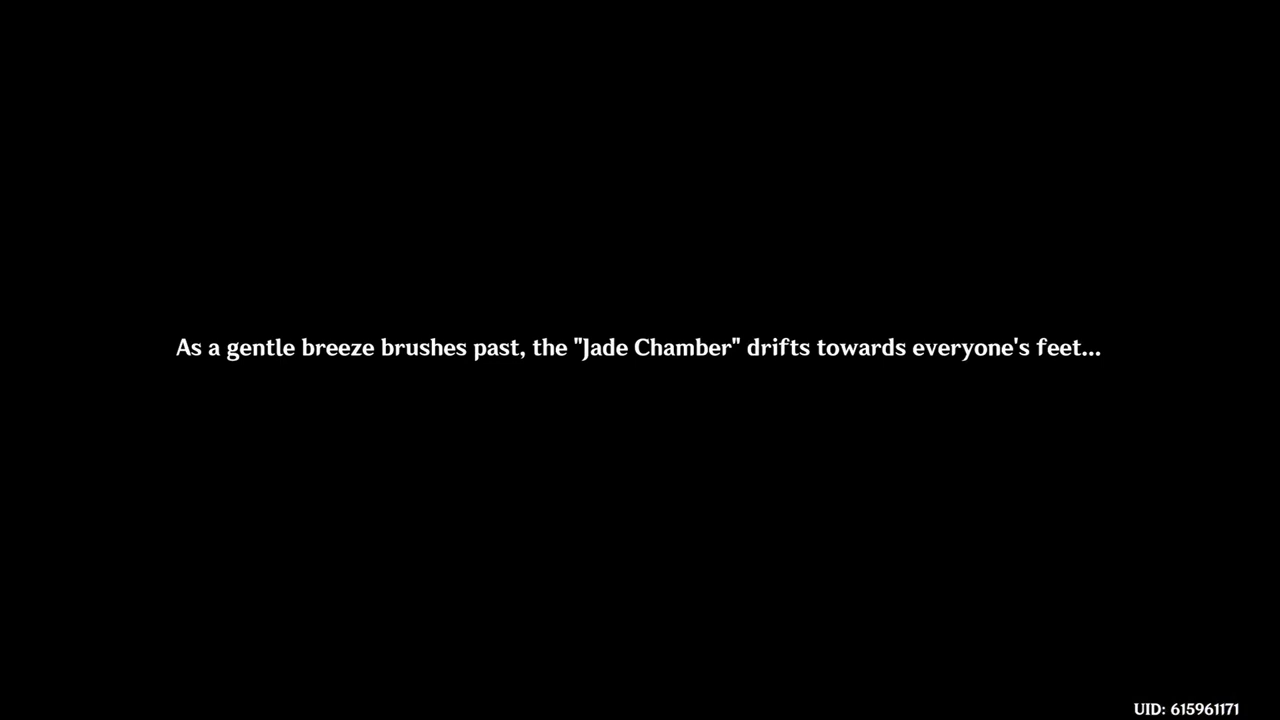 As a gentle breeze brushes past, the "Jade Chamber" drifts towards everyone's feet...
UID: 615961171